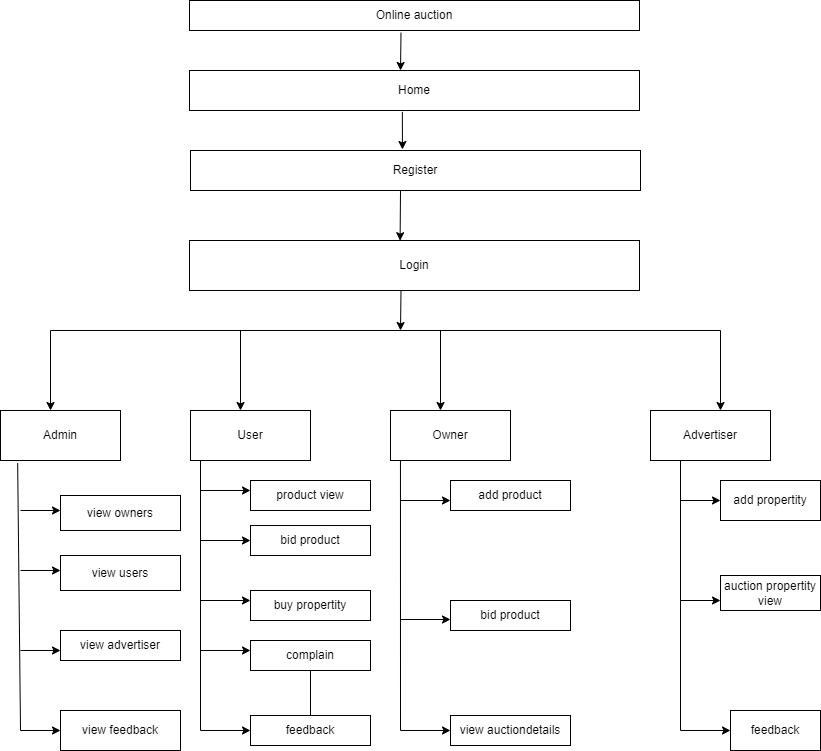 Online auction
Home
Register
Login
Admin
User
Owner
Advertiser
view owners
view users
view advertiser
view feedback
product view
bid product
buy propertity
complain
feedback
add product
bid product
view auctiondetails
add propertity
auction propertity
view
feedback